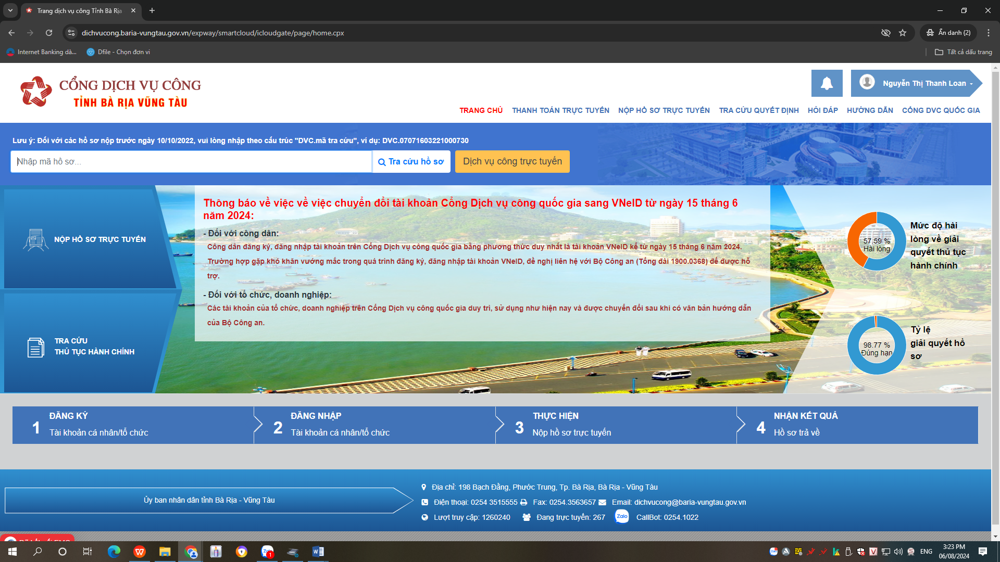 Trang dịch vụ công Tỉnh Bà Rịa
dichvucong.baria-vungtau.gov.vn/expway/smartcloud/icloudgate/page/home.cpx
Ẩn danh (2)
Internet Banking dà...
Dfile - Chọn đơn vi
Tất cả dấu trang
CỔNG DỊCH VỤ CÔNG
TỈNH BÀ RỊA VŨNG TÀU
Nguyễn Thị Thanh Loan
TRANG CHỦ THANH TOÁN TRỰC TUYẾN NỘP HỒ SƠ TRỰC TUYẾN TRA CỨU QUYẾT ĐỊNH HỎI ĐÁP HƯỚNG DẪN CỔNG DVC QUỐC GIA
Lưu ý: Đối với các hồ sơ nộp trước ngày 10/10/2022, vui lòng nhập theo cấu trúc "DVC.mã tra cứu", ví dụ: DVC.07071603221000730
Nhập mã hồ sơ...
Tra cứu hồ sơ
Dịch vụ công trực tuyến
NỘP HỒ SƠ TRỰC TUYẾN
TRA CỨU
THỦ TỤC HÀNH CHÍNH
Thông báo về việc về việc chuyển đổi tài khoản Cổng Dịch vụ công quốc gia sang VNeID từ ngày 15 tháng 6
năm 2024:
- Đối với công dân:
Công dân đăng ký, đăng nhập tài khoản trên Cổng Dịch vụ công quốc gia bằng phương thức duy nhất là tài khoản VNeID kể từ ngày 15 tháng 6 năm 2024.
Trường hợp gặp khó khăn vướng mắc trong quá trình đăng ký, đăng nhập tài khoản VNeID, đề nghị liên hệ với Bộ Công an (Tổng đài 1900.0368) để được hỗ
trợ.
- Đối với tổ chức, doanh nghiệp:
Các tài khoản của tổ chức, doanh nghiệp trên Cổng Dịch vụ công quốc gia duy trì, sử dụng như hiện nay và được chuyển đổi sau khi có văn bản hướng dẫn
của Bộ Công an.
57.59 %
Hài lòng
Mức độ hài
lòng về giải
quyết thủ tục
hành chính
98.77 %
Đúng hạn
Tỷ lệ
giải quyết hồ
sơ
1
ĐĂNG KÝ
Tài khoản cá nhân/tổ chức
2
ĐĂNG NHẬP
Tài khoản cá nhân/tổ chức
3
THỰC HIỆN
Nộp hồ sơ trực tuyến
4
NHẬN KẾT QUẢ
Hồ sơ trả về
Ủy ban nhân dân tỉnh Bà Rịa - Vũng Tàu
Địa chỉ: 198 Bạch Đằng, Phước Trung, Tp. Bà Rịa, Bà Rịa - Vũng Tàu
Điện thoại: 0254 3515555 Fax: 0254.3563657 Email: dichvucong@baria-vungtau.gov.vn
Lượt truy cập: 1260240 Đang trực tuyến: 267 Zalo CallBot: 0254.1022
ENG
3:23 PM
06/08/2024